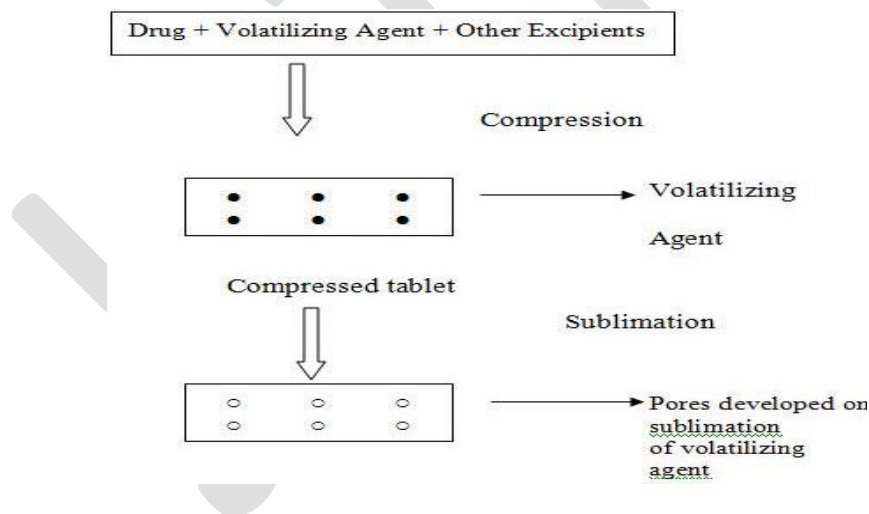 Drug + Volatilizing Agent + Other Excipients
Compression
Volatilizing
Agent
Compressed tablet
Sublimation
Pores developed on
sublimation
of volatilizing
agent